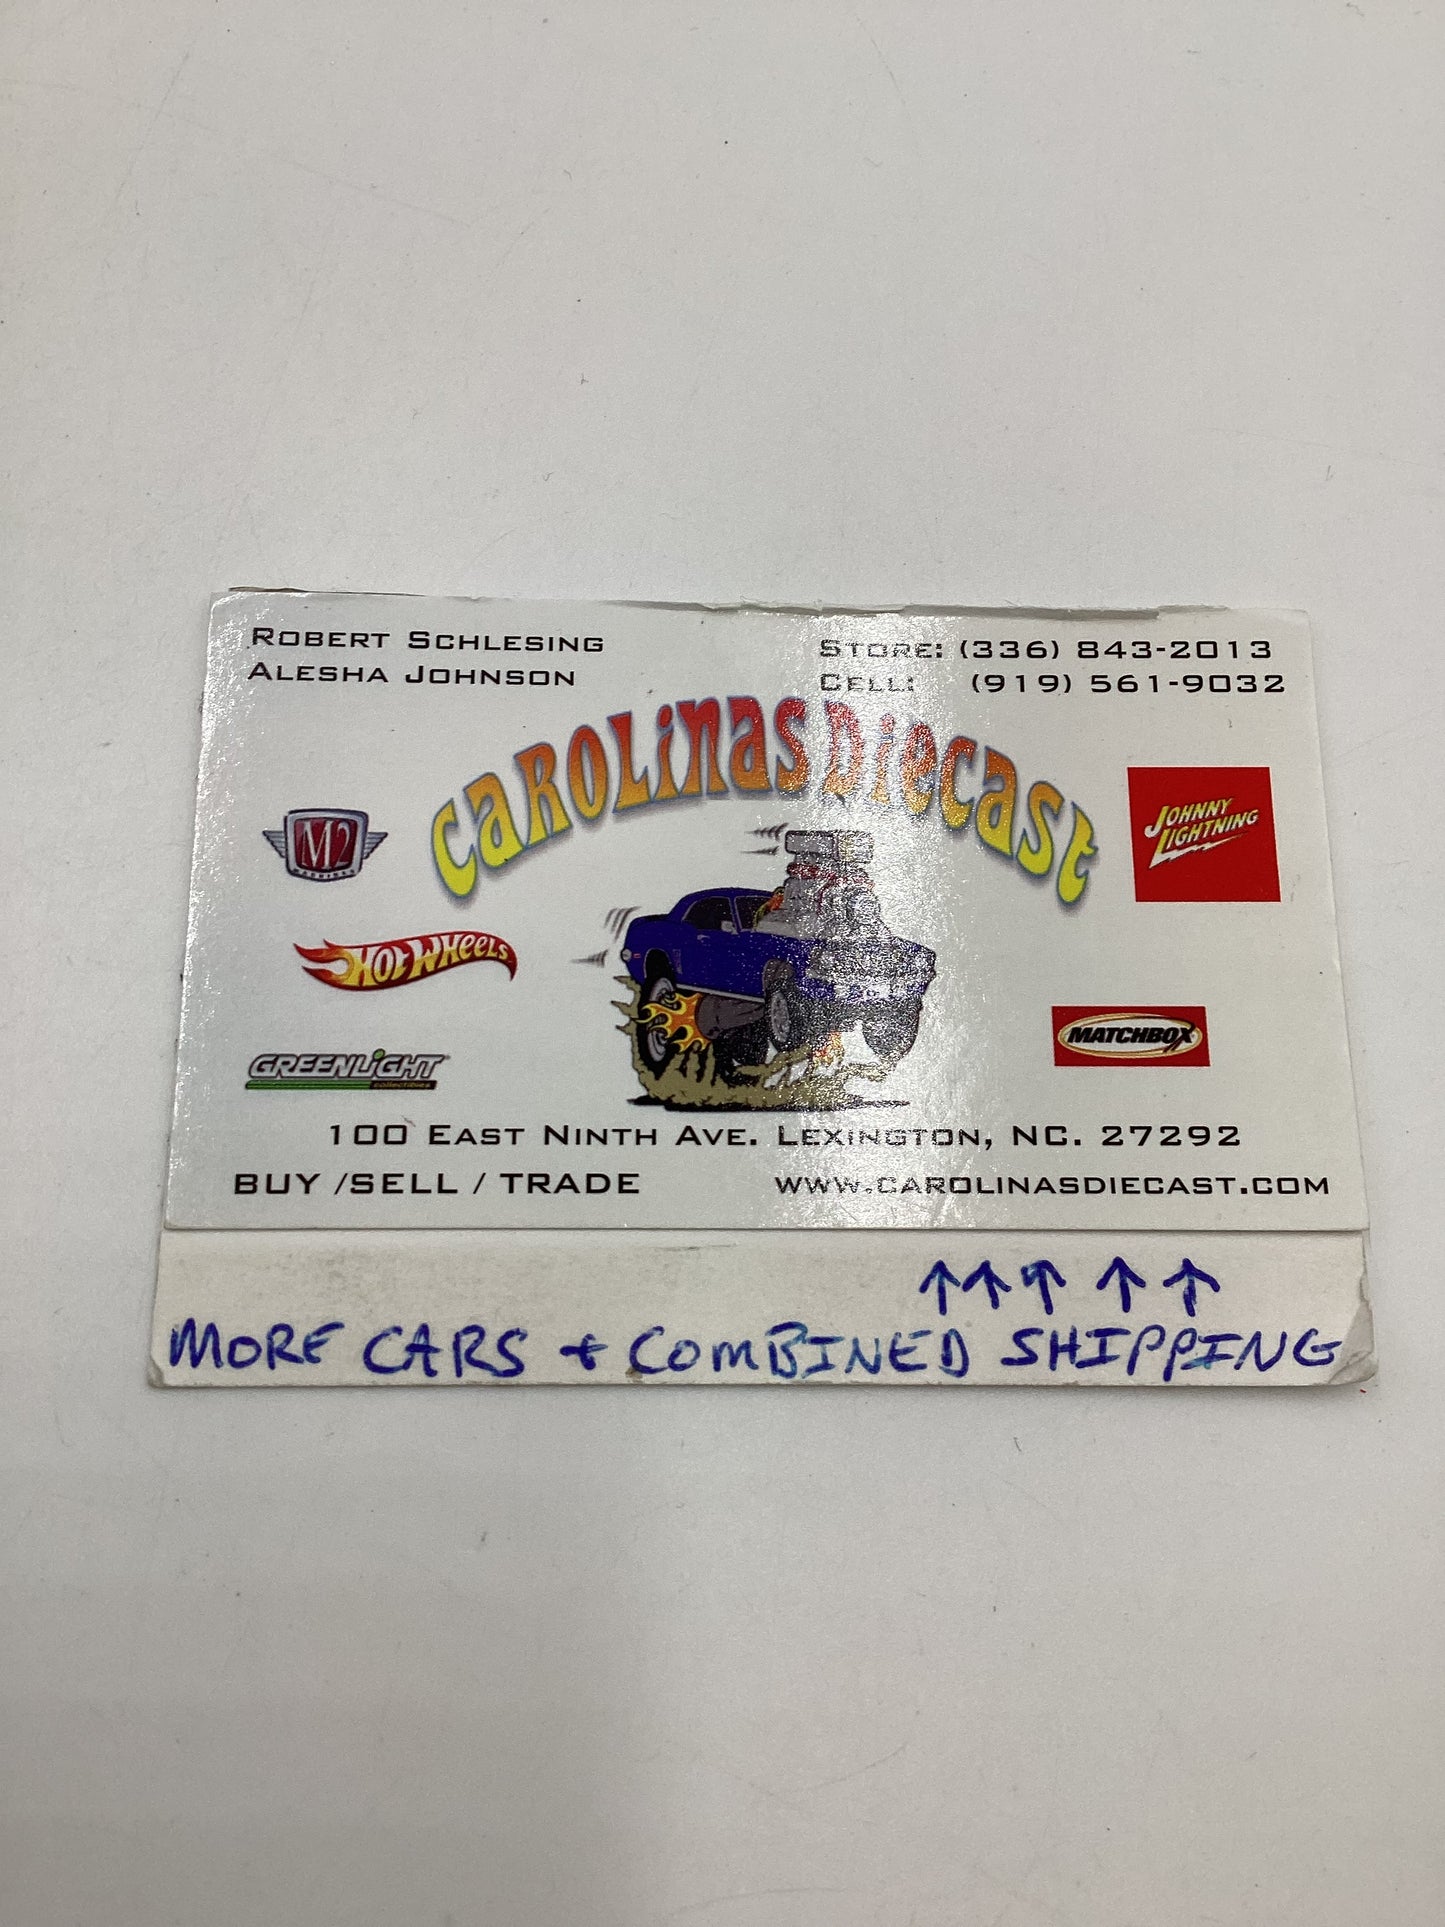 ROBERT SCHLESING
ALESHA JOHNSON
STORE: (336) 843-2013
CELL: (919) 561-9032
CAROLINAS DIECAST
M2
MACHINES
JOHNNY
LIGHTNING
HOT WHEELS
MATCHBOX
GREENLIGHT
collectibles
100 EAST NINTH AVE. LEXINGTON, NC. 27292
BUY /SELL / TRADE
WWW.CAROLINASDIECAST.COM
↑ ↑ ↑ ↑ ↑
MORE CARS + COMBINED SHIPPING